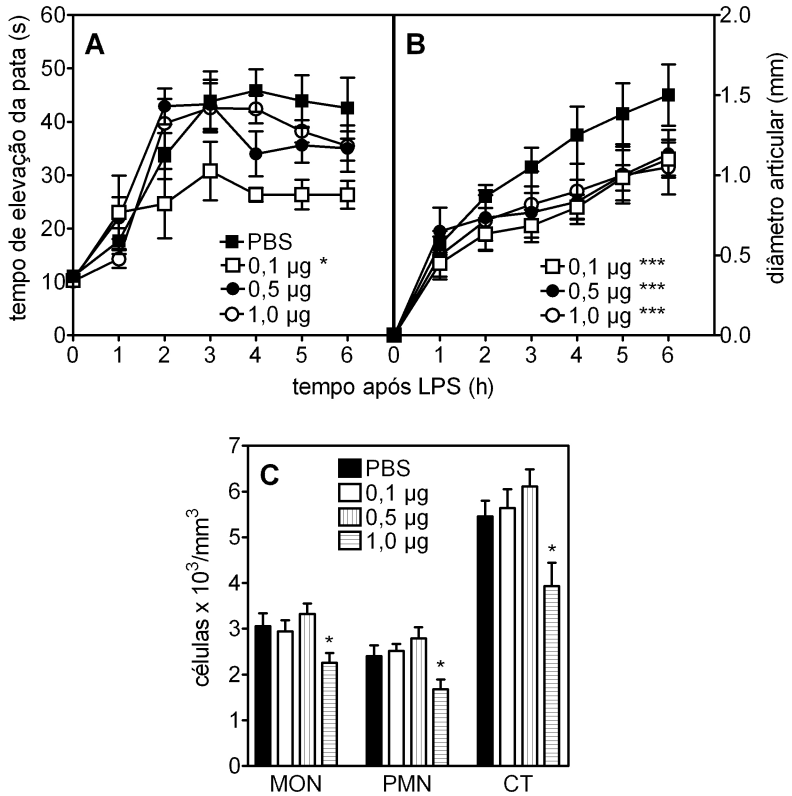 A
B
tempo de elevação da pata (s)
60
50
40
30
20
10
0
PBS
0,1 µg *
0,5 µg
1,0 µg
0 1 2 3 4 5 6
0,1 µg ***
0,5 µg ***
1,0 µg ***
0 1 2 3 4 5 6
2.0
1.5
1.0
0.5
0.0
diâmetro articular (mm)
tempo após LPS (h)
C
células x 10³/mm³
7
6
5
4
3
2
1
0
PBS
0,1 µg
0,5 µg
1,0 µg
*
*
*
MON PMN CT